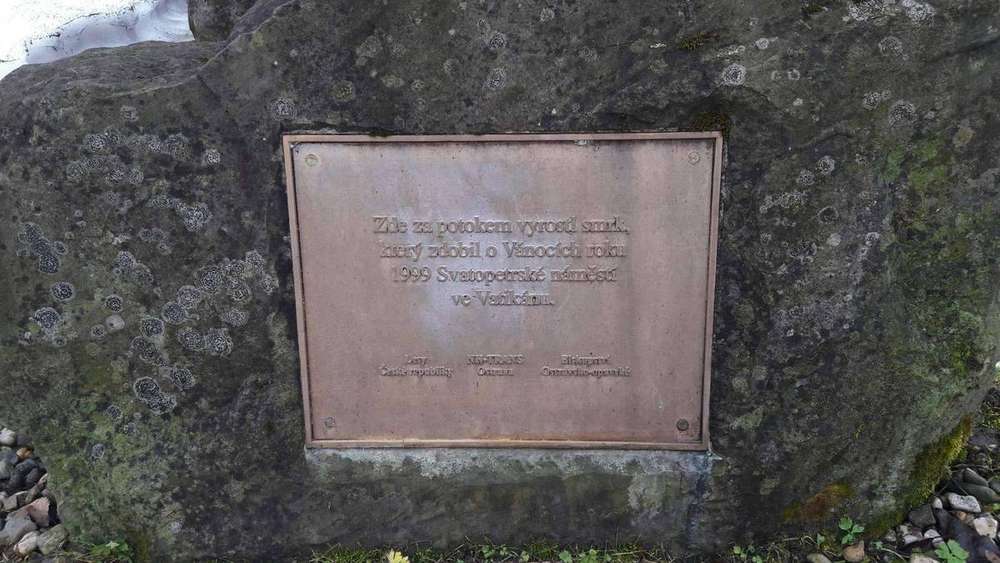 Zde za potokem vyrostl smrk,
který zdobil o Vánocích roku
1999 Svatopetrské náměstí
ve Vatikánu.
Lesy NN-TRANS Biskupství
České republiky Ostrava Ostravsko-opavské